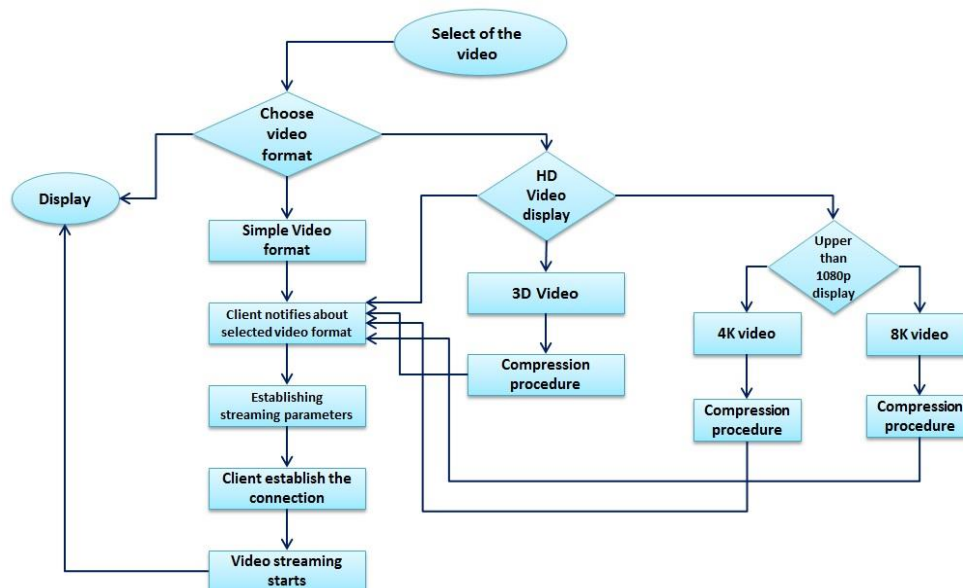 Select of the
video
Choose
video
format
Display
HD
Video
display
Simple Video
format
Upper
than
1080p
display
3D Video
Client notifies about
selected video format
4K video
8K video
Compression
procedure
Establishing
streaming parameters
Compression
procedure
Compression
procedure
Client establish the
connection
Video streaming
starts